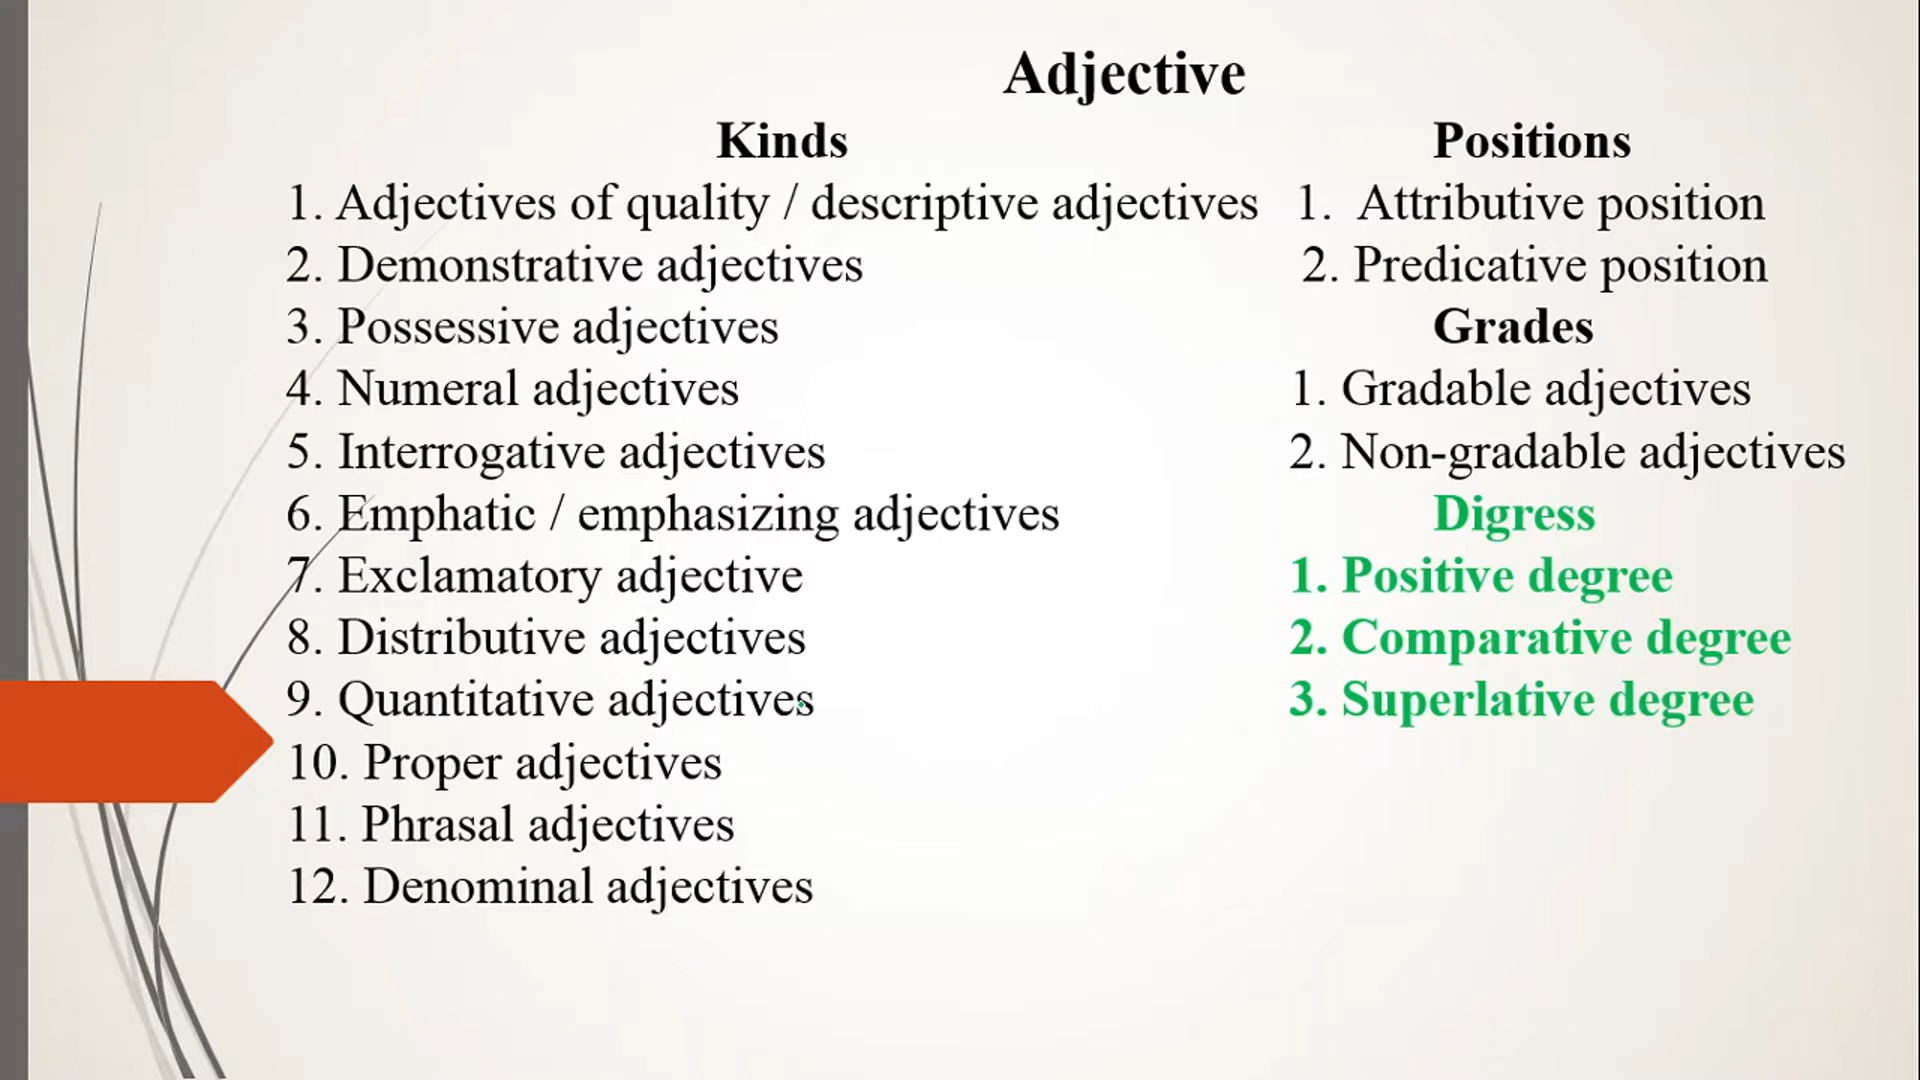 Adjective
Kinds
Positions
1. Adjectives of quality / descriptive adjectives
1. Attributive position
2. Demonstrative adjectives
2. Predicative position
3. Possessive adjectives
Grades
4. Numeral adjectives
1. Gradable adjectives
5. Interrogative adjectives
2. Non-gradable adjectives
6. Emphatic / emphasizing adjectives
Digress
7. Exclamatory adjective
1. Positive degree
8. Distributive adjectives
2. Comparative degree
9. Quantitative adjectives
3. Superlative degree
10. Proper adjectives
11. Phrasal adjectives
12. Denominal adjectives